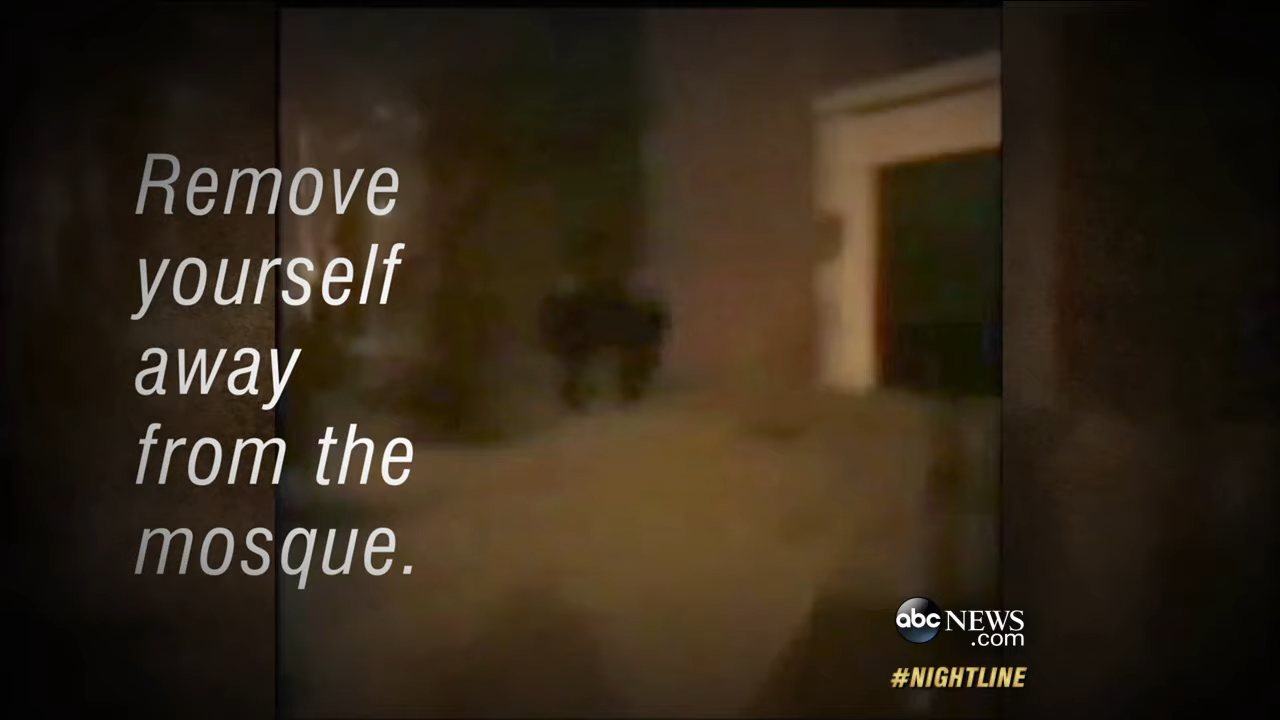 Remove
yourself
away
from the
mosque.
abc NEWS
.com
#NIGHTLINE